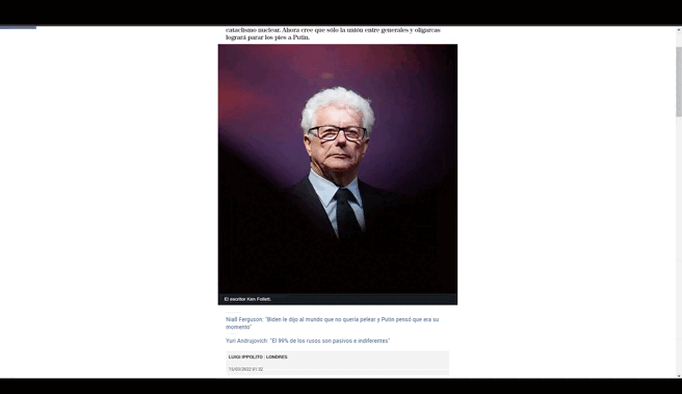 cataclismo nuclear. Ahora cree que sólo la unión entre generales y oligarcas
logrará parar los pies a Putin.
El escritor Ken Follett.
Niall Ferguson: "Biden le dijo al mundo que no quería pelear y Putin pensó que era su
momento"
Yuri Andrujovich: "El 99% de los rusos son pasivos e indiferentes"
LUIGI IPPOLITO | LONDRES
15/03/2022 01:32